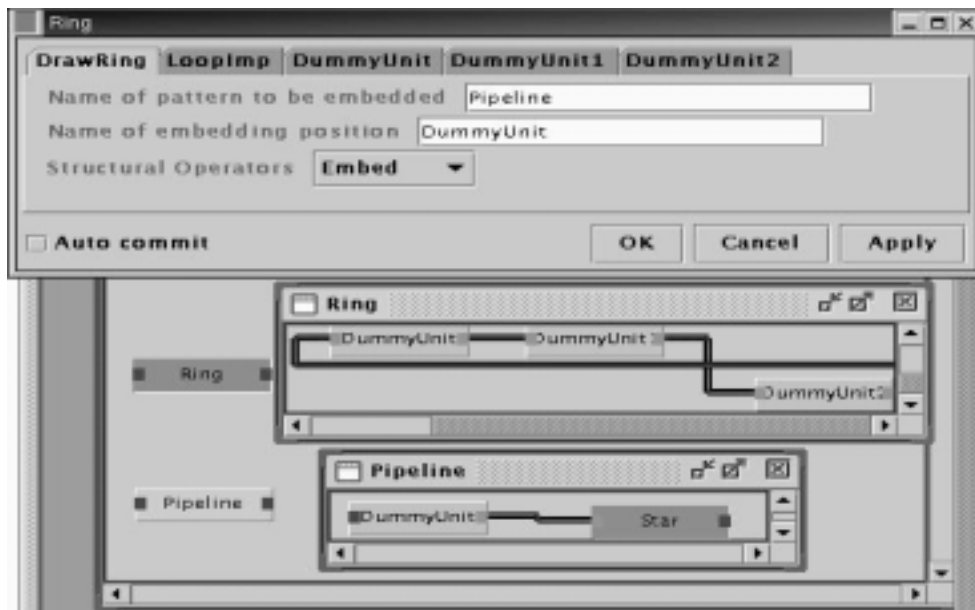 Ring
DrawRing LoopImp DummyUnit DummyUnit1 DummyUnit2
Name of pattern to be embedded Pipeline
Name of embedding position DummyUnit
Structural Operators Embed
Auto commit OK Cancel Apply
Ring
DummyUnit DummyUnit
Ring
DummyUnit2
Pipeline
Pipeline
DummyUnit Star